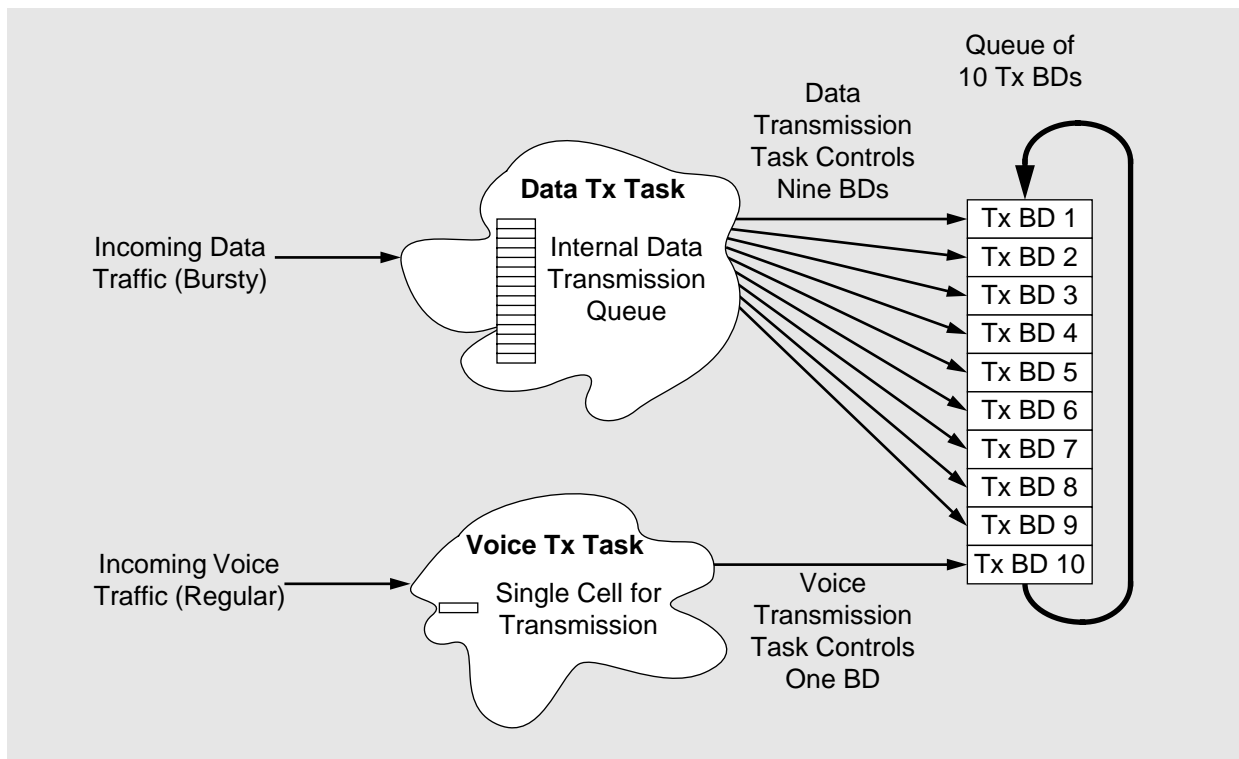 Queue of
10 Tx BDs
Data
Transmission
Task Controls
Nine BDs
Data Tx Task
Internal Data
Transmission
Queue
Incoming Data
Traffic (Bursty)
Tx BD 1
Tx BD 2
Tx BD 3
Tx BD 4
Tx BD 5
Tx BD 6
Tx BD 7
Tx BD 8
Tx BD 9
Tx BD 10
Voice Tx Task
Single Cell for
Transmission
Incoming Voice
Traffic (Regular)
Voice
Transmission
Task Controls
One BD